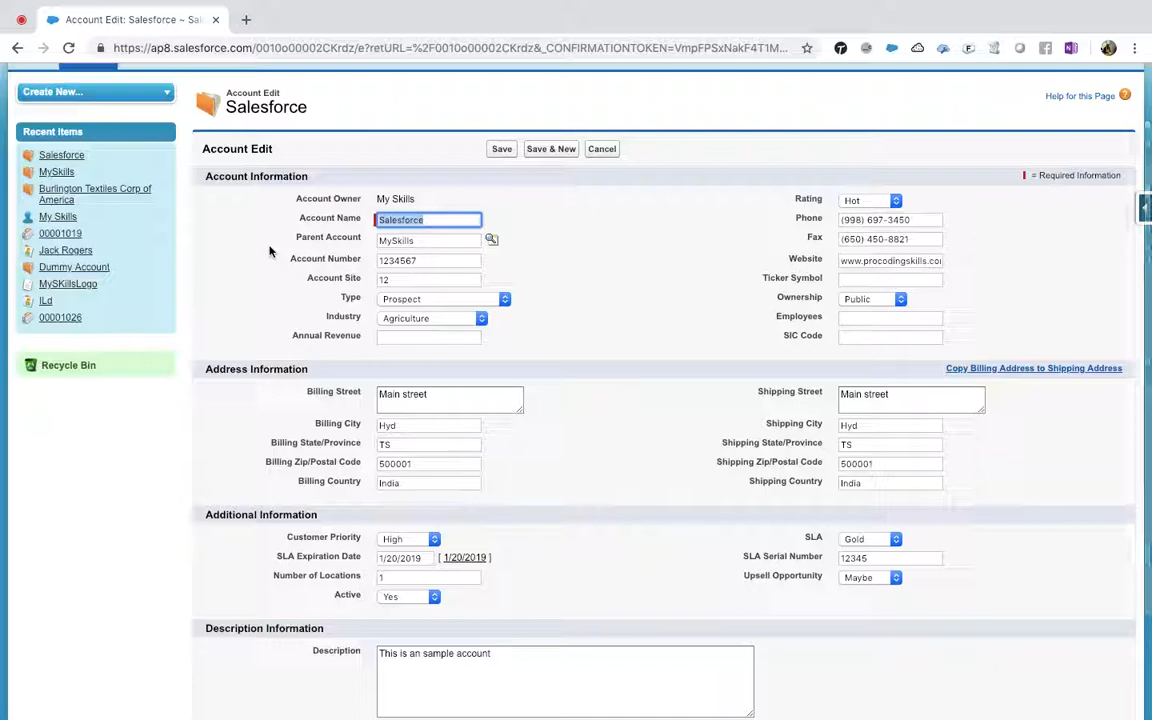 Account Edit: Salesforce ~ Sal
https://ap8.salesforce.com/0010o00002CKrdz/e?retURL=%2F0010o00002CKrdz&_CONFIRMATIONTOKEN=VmpFPSxNakF4T1M...
Create New...
Account Edit
Salesforce
Help for this Page
Recent Items
Salesforce
MySkills
Burlington Textiles Corp of
America
My Skills
00001019
Jack Rogers
Dummy Account
MySKillsLogo
ILd
00001026
Recycle Bin
Account Edit
Save
Save & New
Cancel
Account Information
= Required Information
Account Owner My Skills
Rating Hot
Account Name Salesforce
Phone (998) 697-3450
Parent Account MySkills
Fax (650) 450-8821
Account Number 1234567
Website www.procodingskills.co
Account Site 12
Ticker Symbol
Type Prospect
Ownership Public
Industry Agriculture
Employees
Annual Revenue
SIC Code
Address Information
Copy Billing Address to Shipping Address
Billing Street Main street
Shipping Street Main street
Billing City Hyd
Shipping City Hyd
Billing State/Province TS
Shipping State/Province TS
Billing Zip/Postal Code 500001
Shipping Zip/Postal Code 500001
Billing Country India
Shipping Country India
Additional Information
Customer Priority High
SLA Gold
SLA Expiration Date 1/20/2019 [ 1/20/2019 ]
SLA Serial Number 12345
Number of Locations 1
Upsell Opportunity Maybe
Active Yes
Description Information
Description This is an sample account